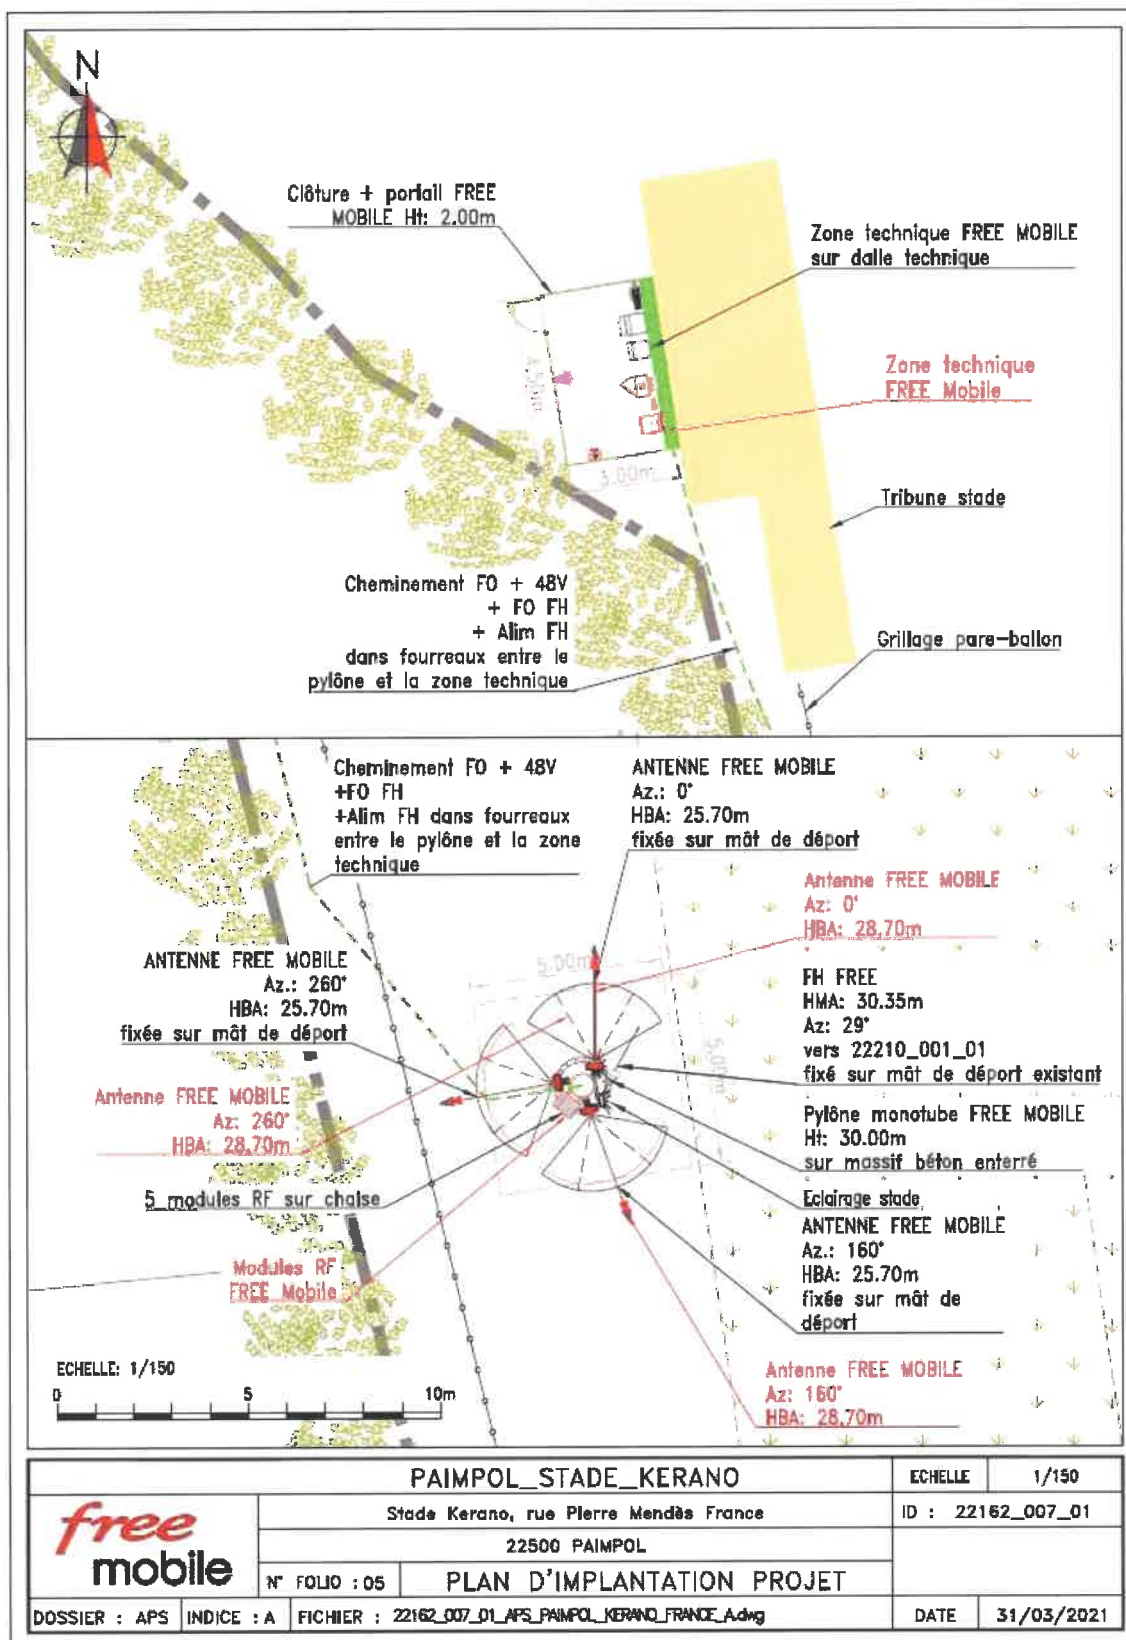 N
Clôture + portail FREE
MOBILE Ht: 2.00m
Zone technique FREE MOBILE
sur dalle technique
Zone technique
FREE Mobile
4.50m
5.00m
Tribune stade
Cheminement FO + 48V
+ FO FH
+ Alim FH
dans fourreaux entre le
pylône et la zone technique
Grillage pare-ballon
Cheminement FO + 48V
+FO FH
+Alim FH dans fourreaux
entre le pylône et la zone
technique
ANTENNE FREE MOBILE
Az.: 0°
HBA: 25.70m
fixée sur mât de déport
Antenne FREE MOBILE
Az: 0°
HBA: 28.70m
ANTENNE FREE MOBILE
Az.: 260°
HBA: 25.70m
fixée sur mât de déport
5.00m
5.00m
FH FREE
HMA: 30.35m
Az: 29°
vers 22210_001_01
fixé sur mât de déport existant
Antenne FREE MOBILE
Az: 260°
HBA: 28.70m
Pylône monotube FREE MOBILE
Ht: 30.00m
sur massif béton enterré
5 modules RF sur chaise
Eclairage stade
ANTENNE FREE MOBILE
Az.: 160°
HBA: 25.70m
fixée sur mât de
déport
Modules RF
FREE Mobile
Antenne FREE MOBILE
Az: 160°
HBA: 28.70m
ECHELLE: 1/150
0 5 10m
PAIMPOL_STADE_KERANO
ECHELLE 1/150
free
mobile
Stade Kerano, rue Pierre Mendès France
ID : 22162_007_01
22500 PAIMPOL
N° FOLIO : 05
PLAN D'IMPLANTATION PROJET
DOSSIER : APS INDICE : A FICHIER : 22162_007_01_APS_PAIMPOL_KERANO_FRANCE_A.dwg DATE 31/03/2021